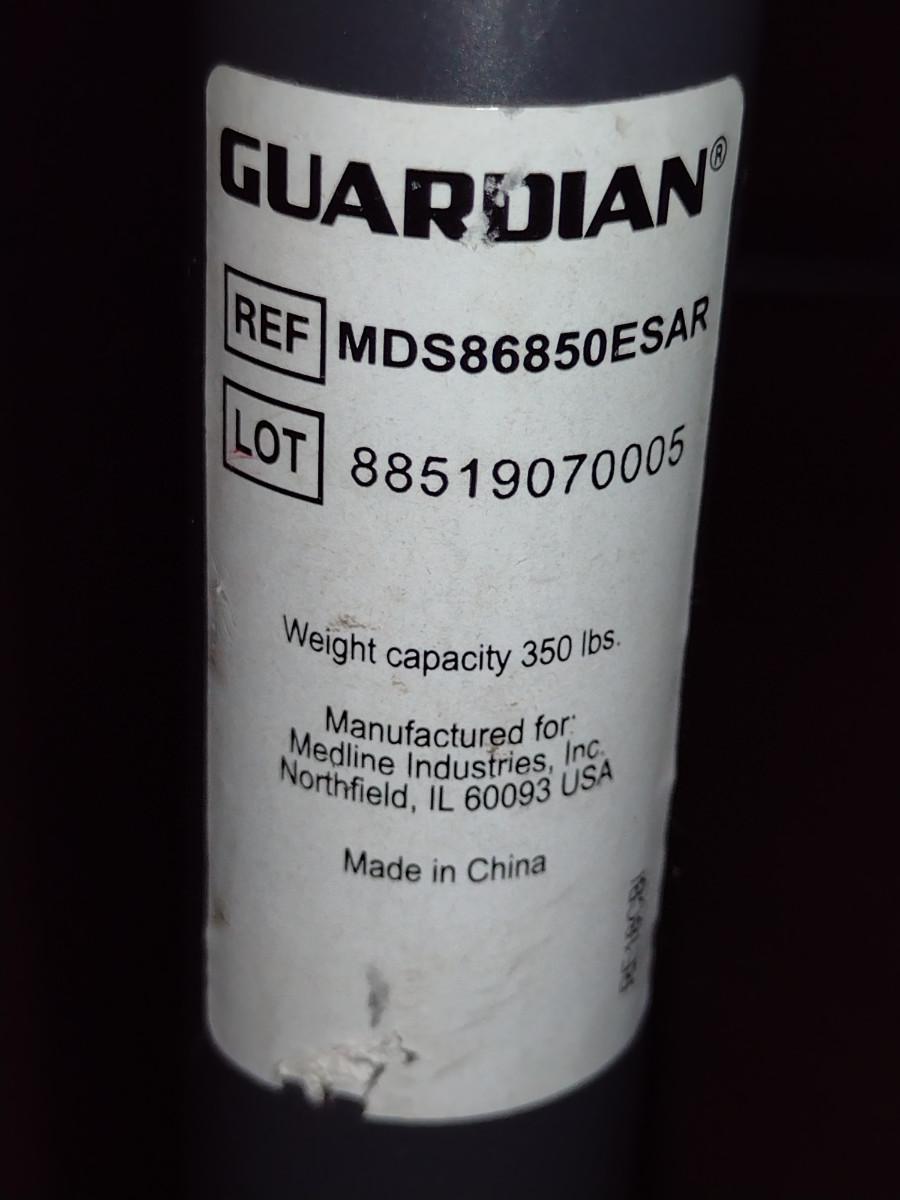 GUARDIAN®
REF MDS86850ESAR
LOT 88519070005
Weight capacity 350 lbs.
Manufactured for:
Medline Industries, Inc.
Northfield, IL 60093 USA
Made in China